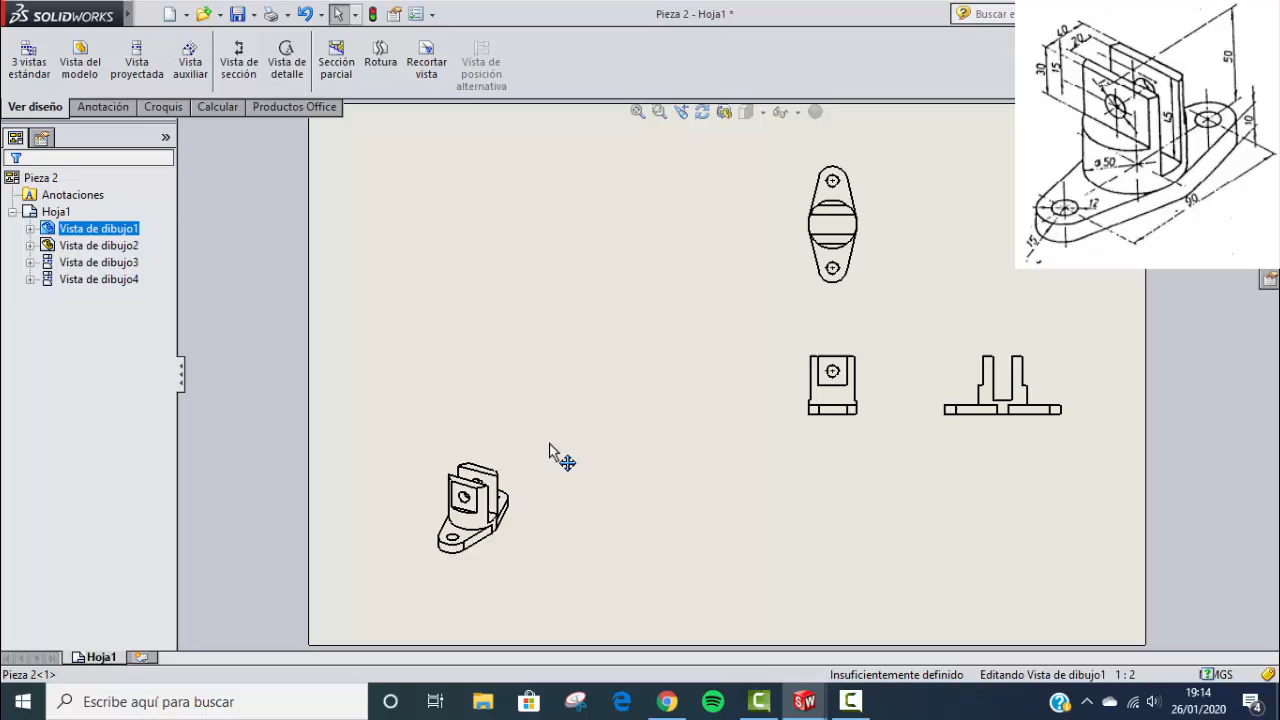 SOLIDWORKS
Pieza 2 - Hoja1 *
Buscar e
3 vistas estándar
Vista del modelo
Vista proyectada
Vista auxiliar
Vista de sección
Vista de detalle
Sección parcial
Rotura
Recortar vista
Vista de posición alternativa
Ver diseño
Anotación
Croquis
Calcular
Productos Office
Pieza 2
Anotaciones
Hoja1
Vista de dibujo1
Vista de dibujo2
Vista de dibujo3
Vista de dibujo4
40
20
30
15
50
15
10
ø50
12
90
15
Hoja1
Pieza 2<1>
Insuficientemente definido
Editando Vista de dibujo1
1 : 2
MGS
Escribe aquí para buscar
19:14
26/01/2020
4